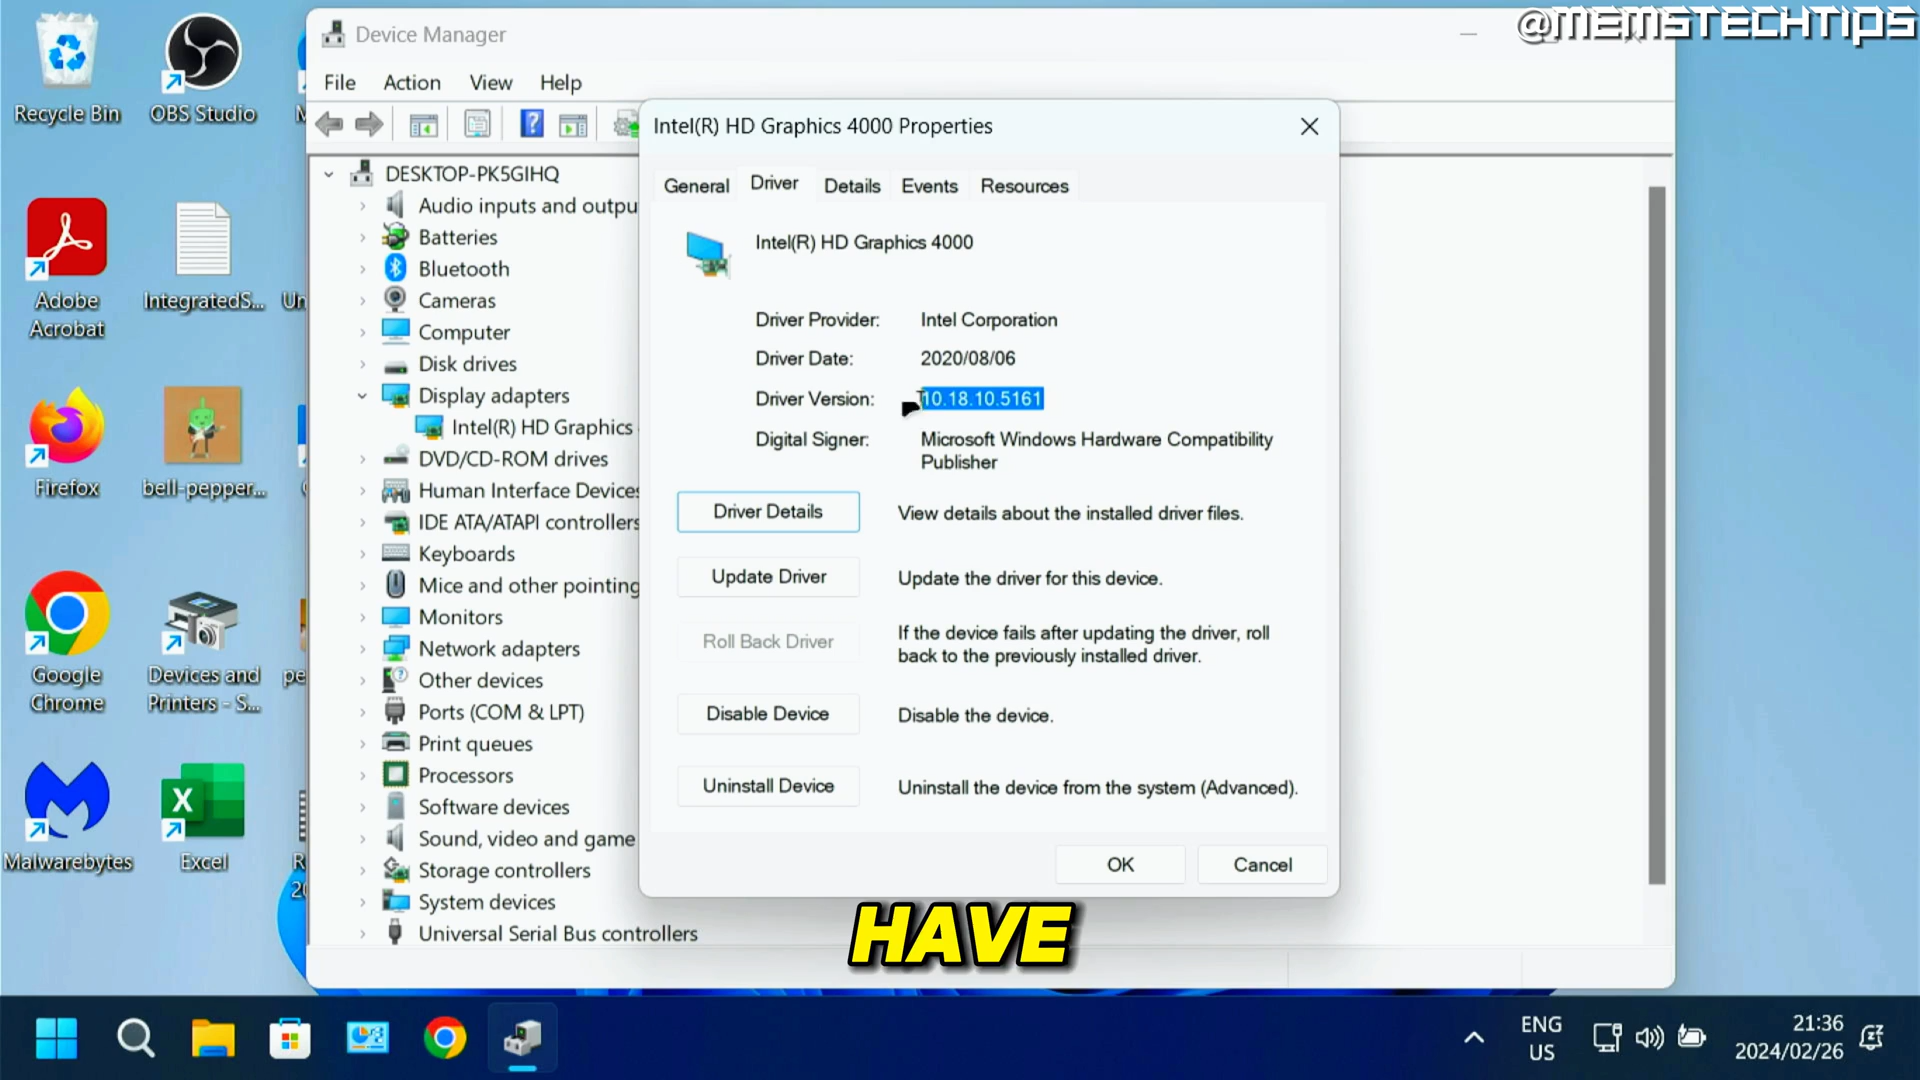 @MEMSTECHTIPS
Device Manager
File Action View Help
Recycle Bin
OBS Studio
Adobe
Acrobat
IntegratedS...
Firefox
bell-pepper...
Google
Chrome
Devices and
Printers - S...
Malwarebytes
Excel
DESKTOP-PK5GIHQ
Audio inputs and outpu
Batteries
Bluetooth
Cameras
Computer
Disk drives
Display adapters
Intel(R) HD Graphics
DVD/CD-ROM drives
Human Interface Devices
IDE ATA/ATAPI controllers
Keyboards
Mice and other pointing
Monitors
Network adapters
Other devices
Ports (COM & LPT)
Print queues
Processors
Software devices
Sound, video and game
Storage controllers
System devices
Universal Serial Bus controllers
Intel(R) HD Graphics 4000 Properties
General Driver Details Events Resources
Intel(R) HD Graphics 4000
Driver Provider: Intel Corporation
Driver Date: 2020/08/06
Driver Version: 10.18.10.5161
Digital Signer: Microsoft Windows Hardware Compatibility
Publisher
Driver Details View details about the installed driver files.
Update Driver Update the driver for this device.
Roll Back Driver If the device fails after updating the driver, roll
back to the previously installed driver.
Disable Device Disable the device.
Uninstall Device Uninstall the device from the system (Advanced).
OK Cancel
HAVE
ENG
US
21:36
2024/02/26